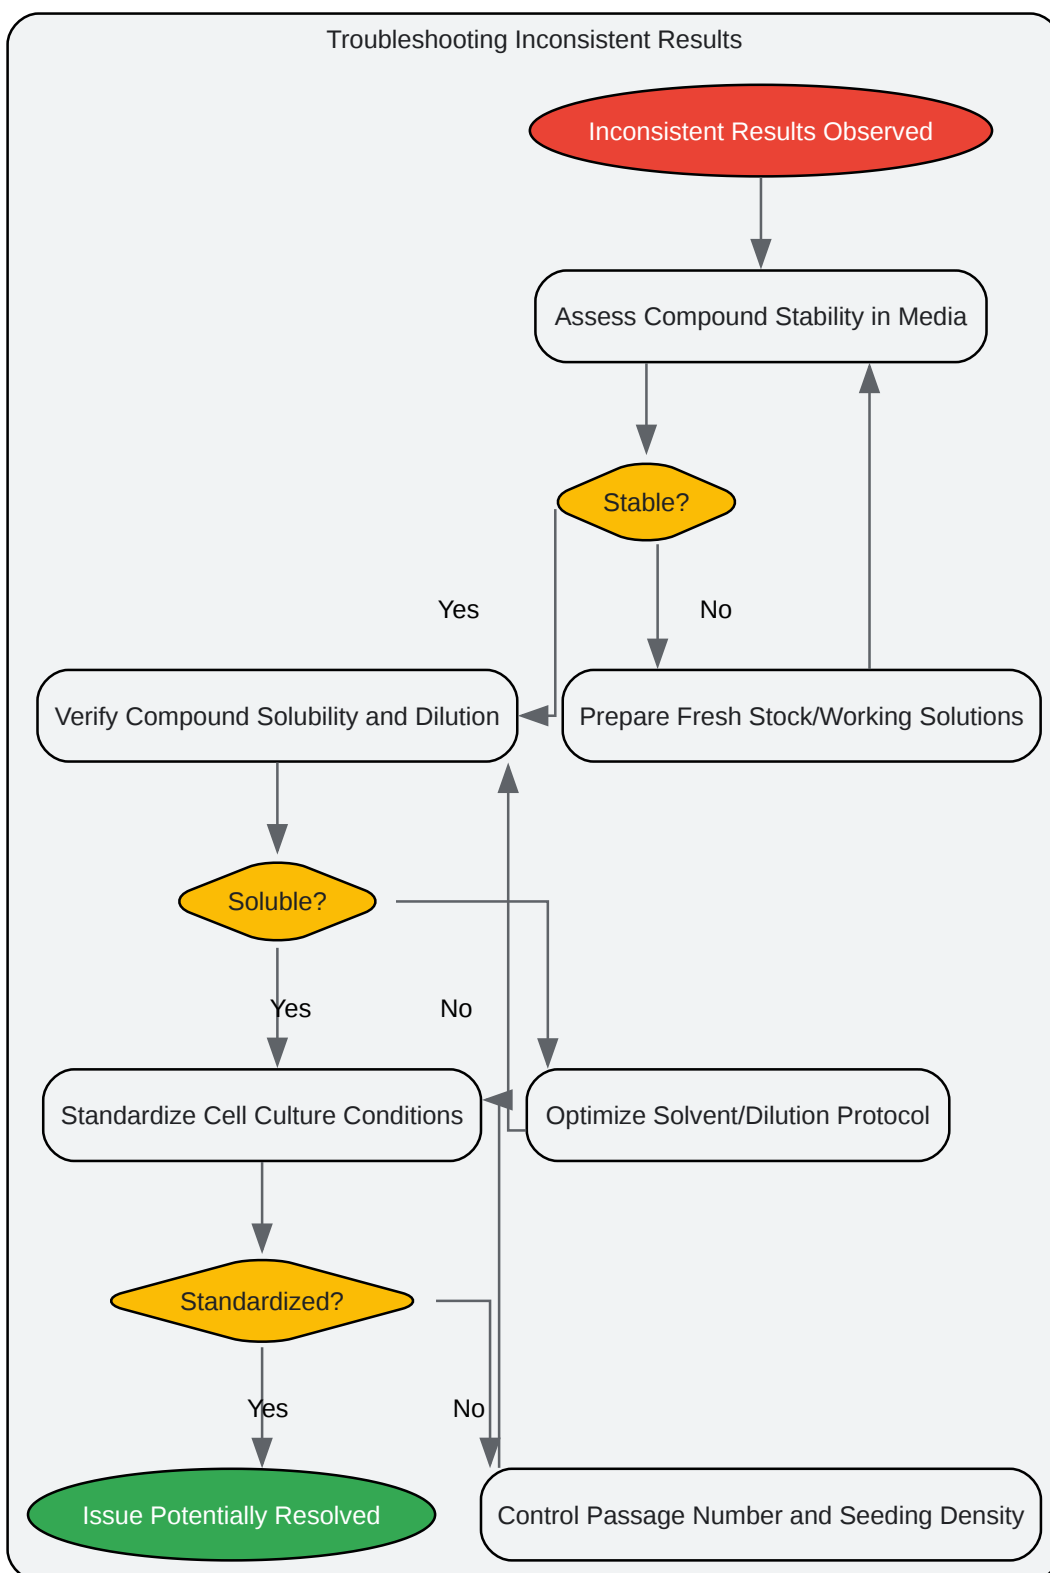 Troubleshooting Inconsistent Results
Inconsistent Results Observed
Assess Compound Stability in Media
Stable?
Yes
No
Verify Compound Solubility and Dilution
Prepare Fresh Stock/Working Solutions
Soluble?
Yes
No
Standardize Cell Culture Conditions
Optimize Solvent/Dilution Protocol
Standardized?
Yes
No
Issue Potentially Resolved
Control Passage Number and Seeding Density